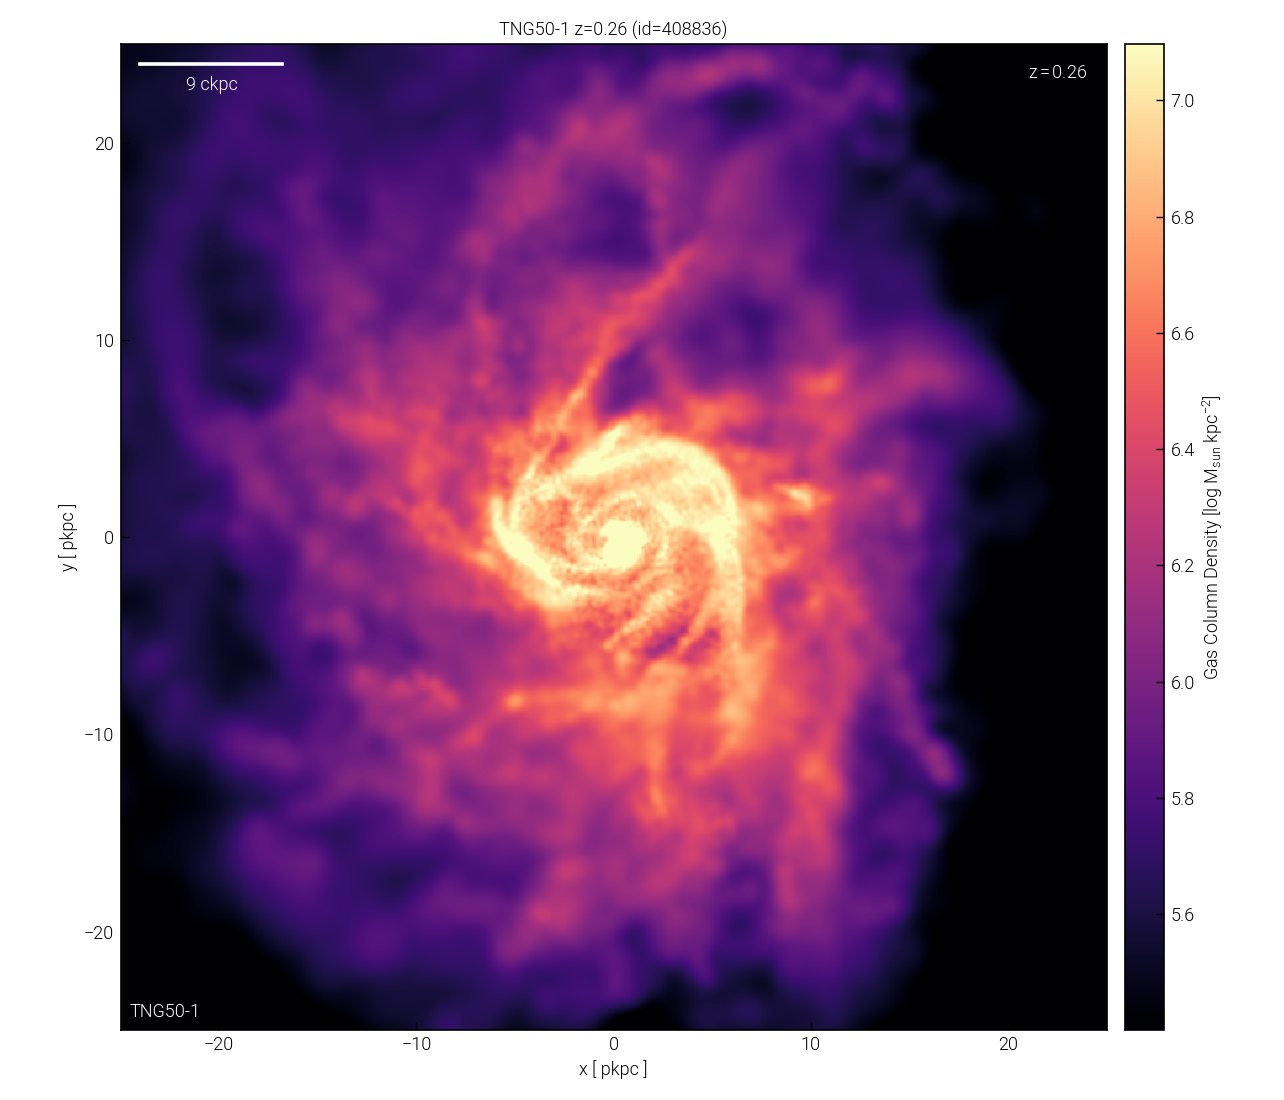 TNG50-1 z=0.26 (id=408836)
9 ckpc
z = 0.26
TNG50-1
20
10
0
−10
−20
y [ pkpc ]
−20
−10
0
10
20
x [ pkpc ]
7.0
6.8
6.6
6.4
6.2
6.0
5.8
5.6
Gas Column Density [log M_sun kpc^−2]